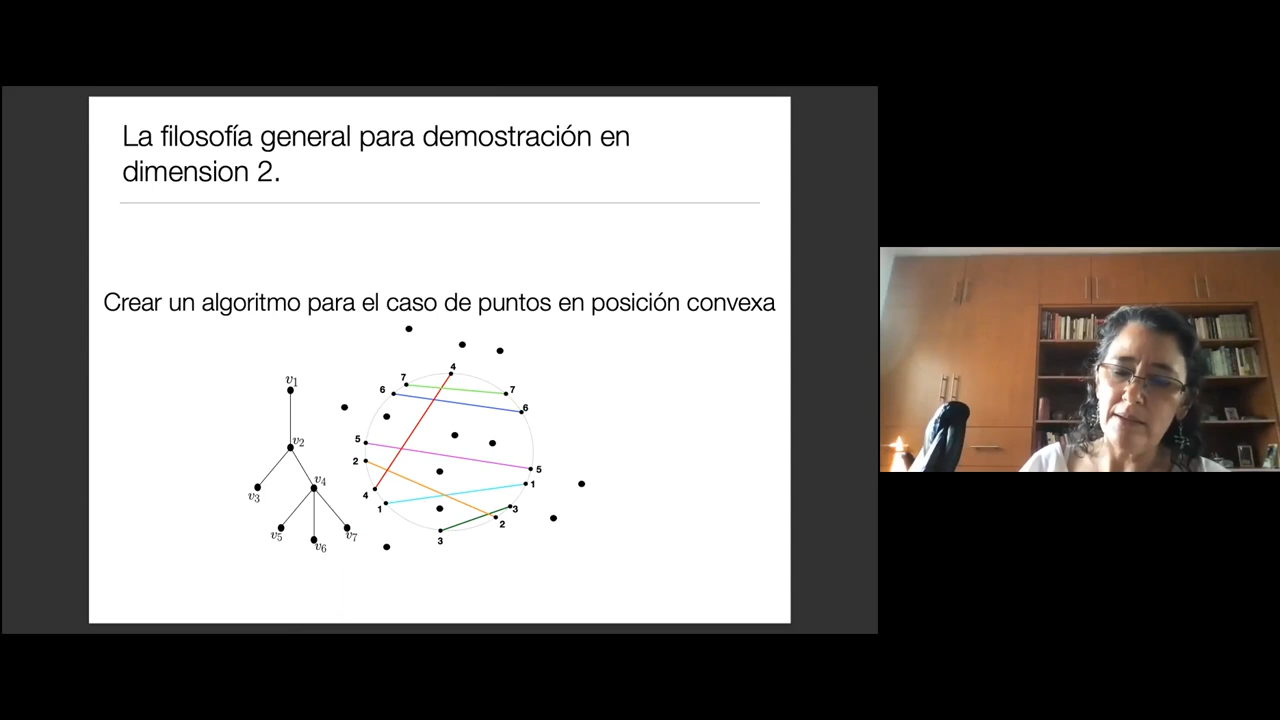 La filosofía general para demostración en
dimension 2.
Crear un algoritmo para el caso de puntos en posición convexa
v1
v2
v3
v4
v5
v6
v7
4
7
7
6
6
5
5
2
1
4
3
1
2
3